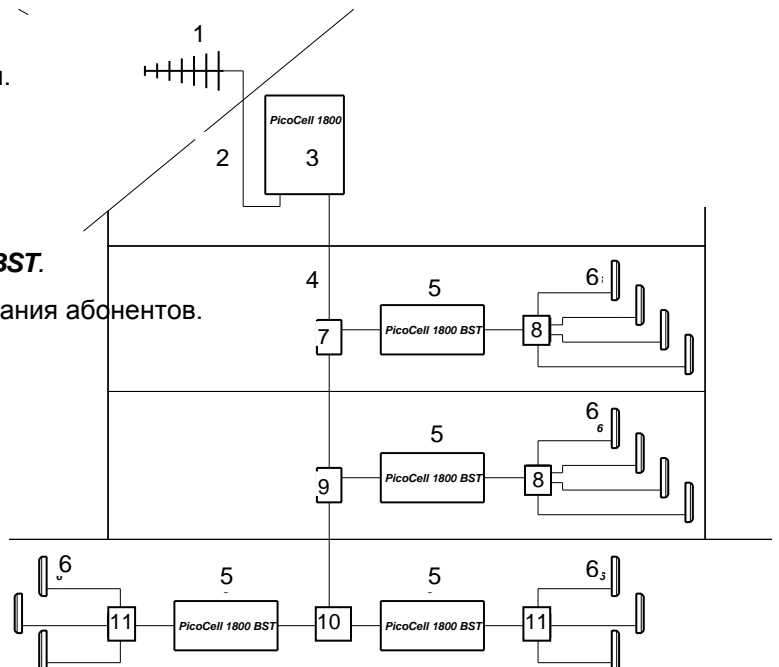 1
и.
PicoCell 1800
2 3
BST.
4 5 6
ания абонентов.
7 PicoCell 1800 BST 8
5 6
6
9 PicoCell 1800 BST 8
6 5 5 6
11 PicoCell 1800 BST 10 PicoCell 1800 BST 11